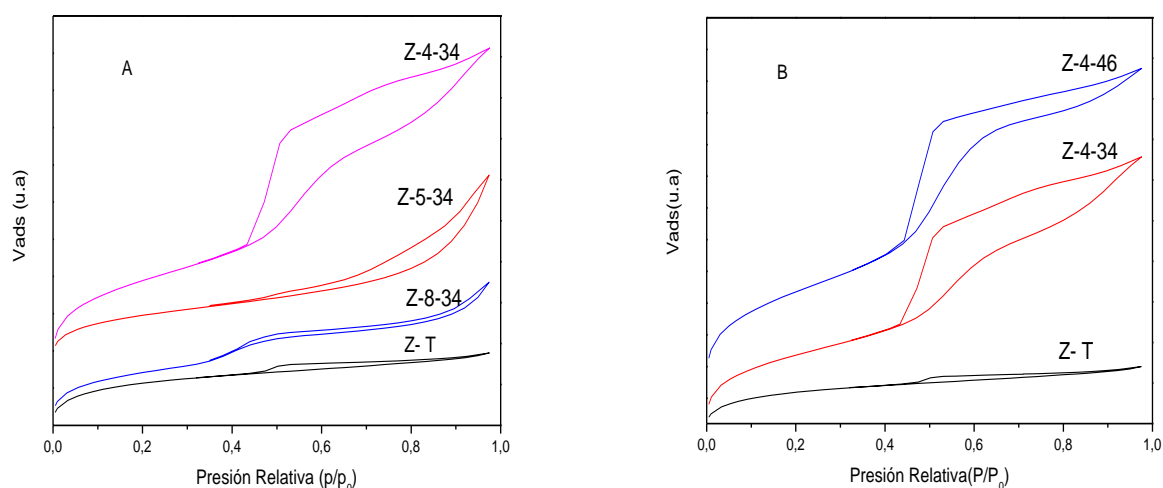 A
Z-4-34
Z-5-34
Z-8-34
Z- T
Vads (u.a)
0,0 0,2 0,4 0,6 0,8 1,0
Presión Relativa (p/p₀)
B
Z-4-46
Z-4-34
Z- T
Vads(u.a)
0,0 0,2 0,4 0,6 0,8 1,0
Presión Relativa(P/P₀)